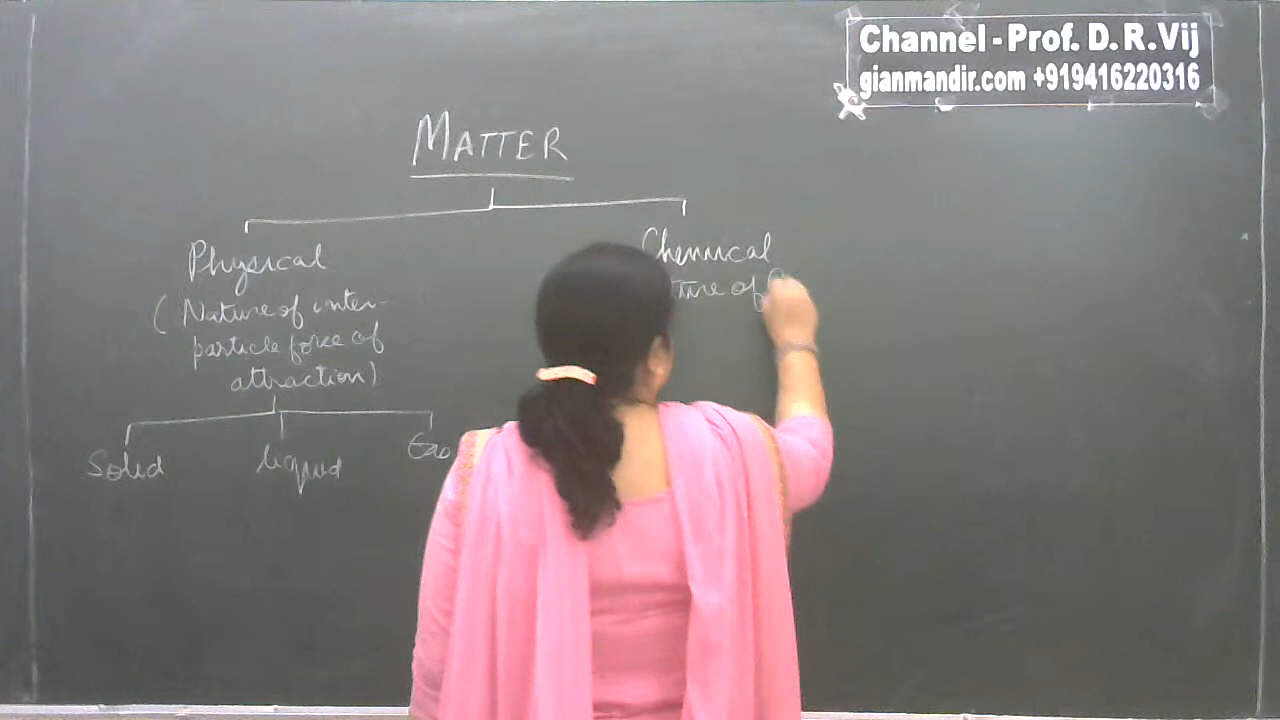 Channel - Prof. D. R. Vij
gianmandir.com +919416220316
MATTER
Physical
(Nature of inter-
particle force of
attraction)
Solid
liquid
Gas
Chemical
of